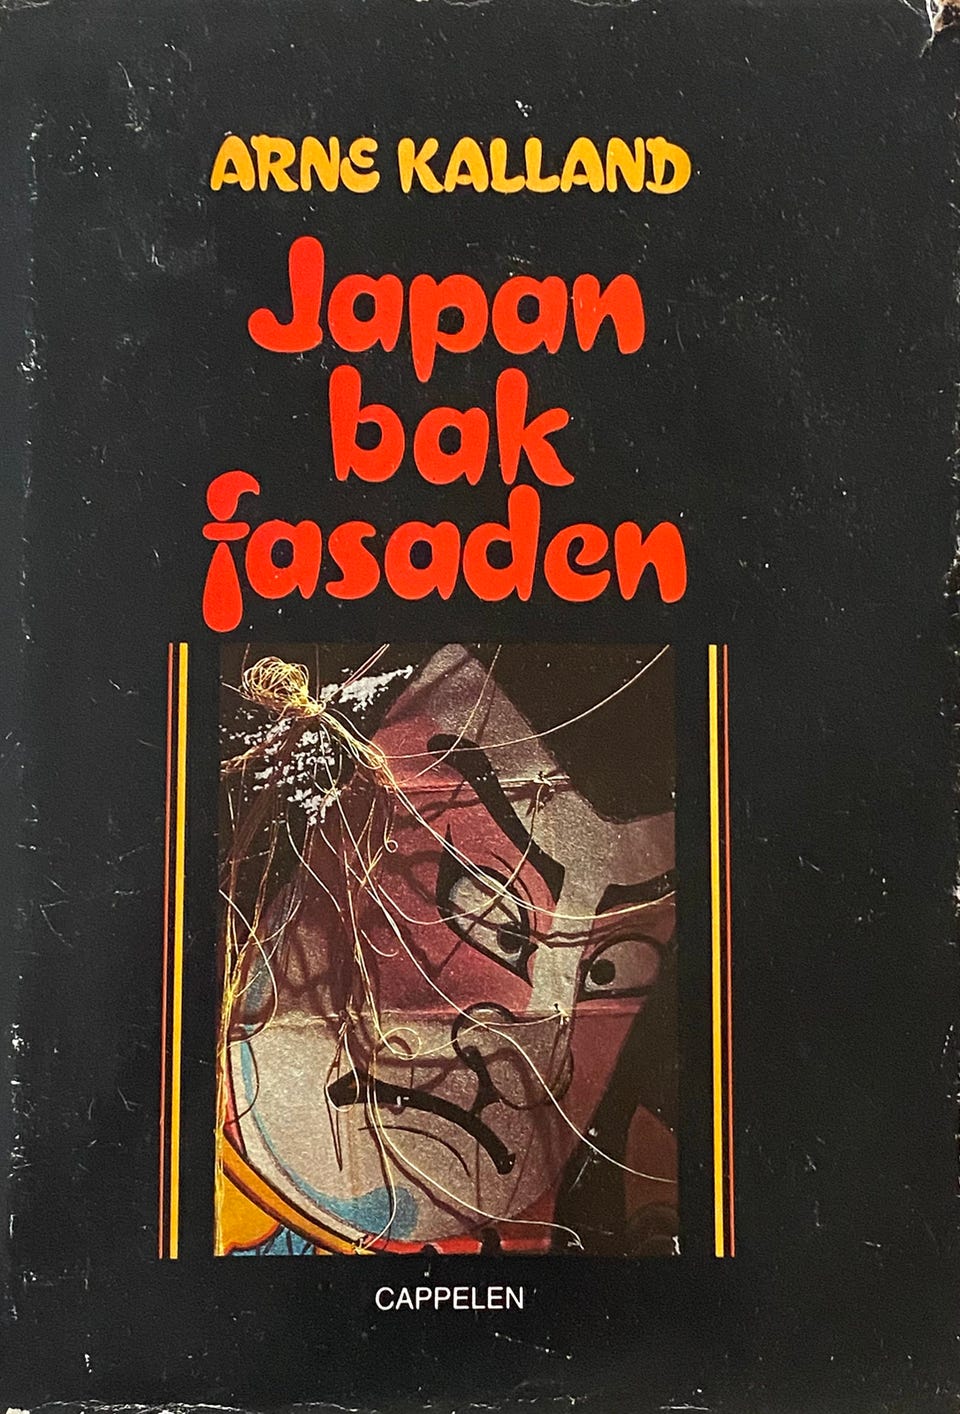 ARNE KALLAND
Japan
bak
fasaden
CAPPELEN